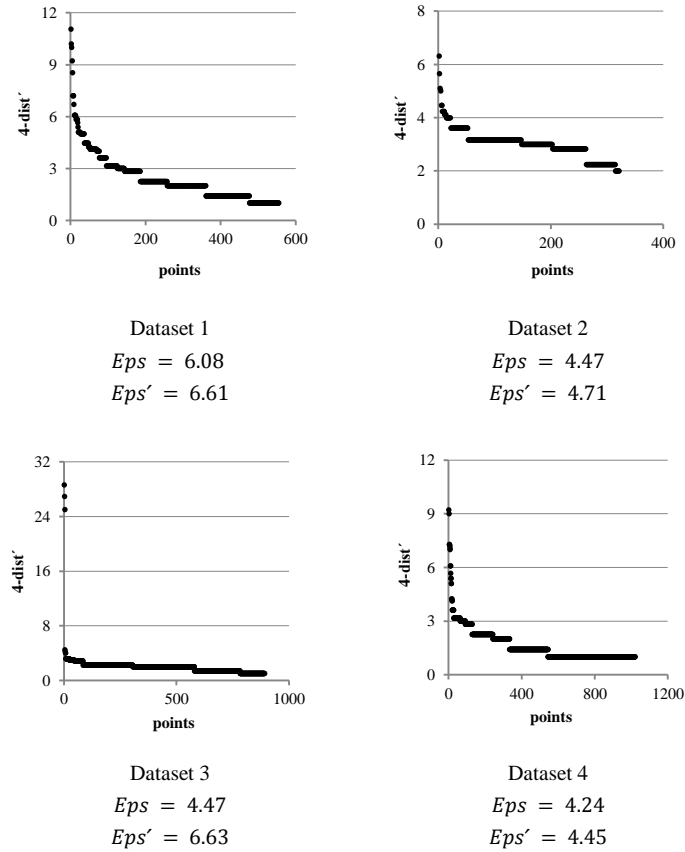 12
9
6
3
0
4-dist´
0
200
400
600
points
Dataset 1
Eps = 6.08
Eps′ = 6.61
8
6
4
2
0
4-dist´
0
200
400
points
Dataset 2
Eps = 4.47
Eps′ = 4.71
32
24
16
8
0
4-dist´
0
500
1000
points
Dataset 3
Eps = 4.47
Eps′ = 6.63
12
9
6
3
0
4-dist´
0
400
800
1200
points
Dataset 4
Eps = 4.24
Eps′ = 4.45